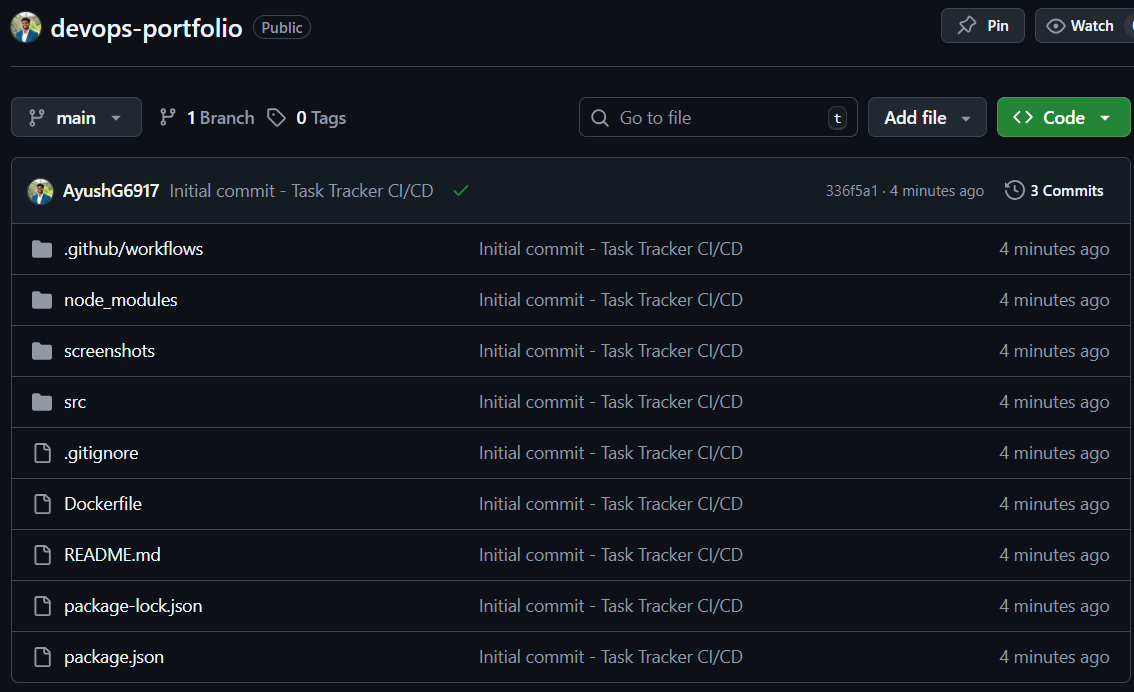 devops-portfolio Public Pin Watch
main 1 Branch 0 Tags Go to file t Add file Code
AyushG6917 Initial commit - Task Tracker CI/CD 336f5a1 · 4 minutes ago 3 Commits
.github/workflows Initial commit - Task Tracker CI/CD 4 minutes ago
node_modules Initial commit - Task Tracker CI/CD 4 minutes ago
screenshots Initial commit - Task Tracker CI/CD 4 minutes ago
src Initial commit - Task Tracker CI/CD 4 minutes ago
.gitignore Initial commit - Task Tracker CI/CD 4 minutes ago
Dockerfile Initial commit - Task Tracker CI/CD 4 minutes ago
README.md Initial commit - Task Tracker CI/CD 4 minutes ago
package-lock.json Initial commit - Task Tracker CI/CD 4 minutes ago
package.json Initial commit - Task Tracker CI/CD 4 minutes ago